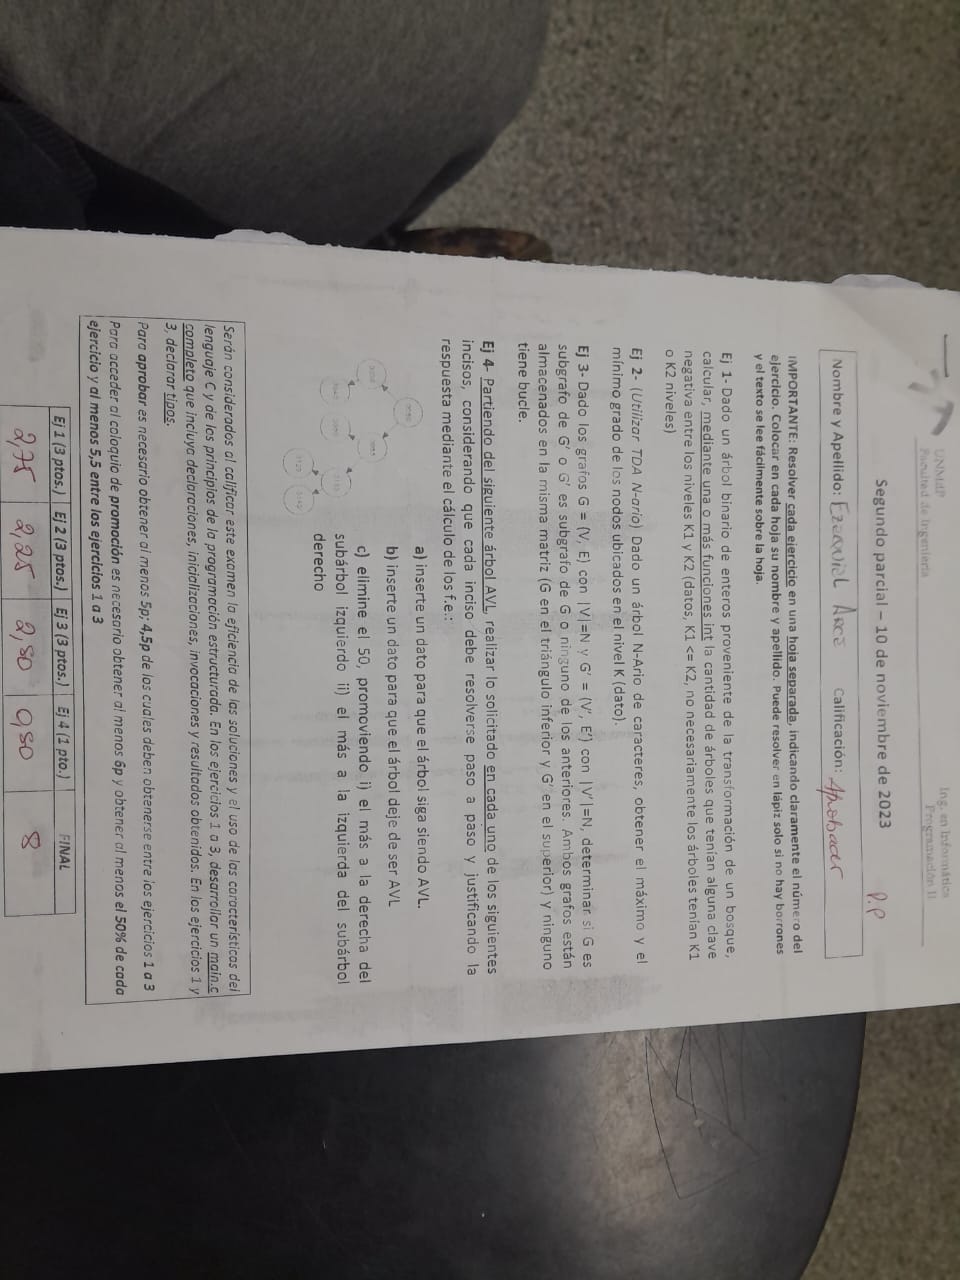 UNMdP
Facultad de Ingeniería
Ing. en Informática
Programación II
Segundo parcial – 10 de noviembre de 2023
P.P
Nombre y Apellido: EZEQUIEL ARCE Calificación: Aprobado
IMPORTANTE: Resolver cada ejercicio en una hoja separada, indicando claramente el número del
ejercicio. Colocar en cada hoja su nombre y apellido. Puede resolver en lápiz solo si no hay borrones
y el texto se lee fácilmente sobre la hoja.
Ej 1- Dado un árbol binario de enteros proveniente de la transformación de un bosque,
calcular, mediante una o más funciones int la cantidad de árboles que tenían alguna clave
negativa entre los niveles K1 y K2 (datos, K1 <= K2, no necesariamente los árboles tenían K1
o K2 niveles)
Ej 2- (Utilizar TDA N-ario) Dado un árbol N-Ario de caracteres, obtener el máximo y el
mínimo grado de los nodos ubicados en el nivel K (dato).
Ej 3- Dado los grafos G = (V, E) con |V|=N y G' = (V', E') con |V'|=N, determinar si G es
subgrafo de G' o G' es subgrafo de G o ninguno de los anteriores. Ambos grafos están
almacenados en la misma matriz (G en el triángulo inferior y G' en el superior) y ninguno
tiene bucle.
Ej 4- Partiendo del siguiente árbol AVL, realizar lo solicitado en cada uno de los siguientes
incisos, considerando que cada inciso debe resolverse paso a paso y justificando la
respuesta mediante el cálculo de los f.e.:
a) inserte un dato para que el árbol siga siendo AVL.
b) inserte un dato para que el árbol deje de ser AVL
c) elimine el 50, promoviendo i) el más a la derecha del
subárbol izquierdo ii) el más a la izquierda del subárbol
derecho
Serán considerados al calificar este examen la eficiencia de las soluciones y el uso de las características del
lenguaje C y de los principios de la programación estructurada. En los ejercicios 1 a 3, desarrollar un main.c
completo que incluya declaraciones, inicializaciones, invocaciones y resultados obtenidos. En los ejercicios 1 y
3, declarar tipos.
Para aprobar es necesario obtener al menos 5p; 4,5p de los cuales deben obtenerse entre los ejercicios 1 a 3
Para acceder al coloquio de promoción es necesario obtener al menos 6p y obtener al menos el 50% de cada
ejercicio y al menos 5,5 entre los ejercicios 1 a 3
Ej 1 (3 ptos.) Ej 2 (3 ptos.) Ej 3 (3 ptos.) Ej 4 (1 pto.) FINAL
2,75 2,25 2,50 0,50 8